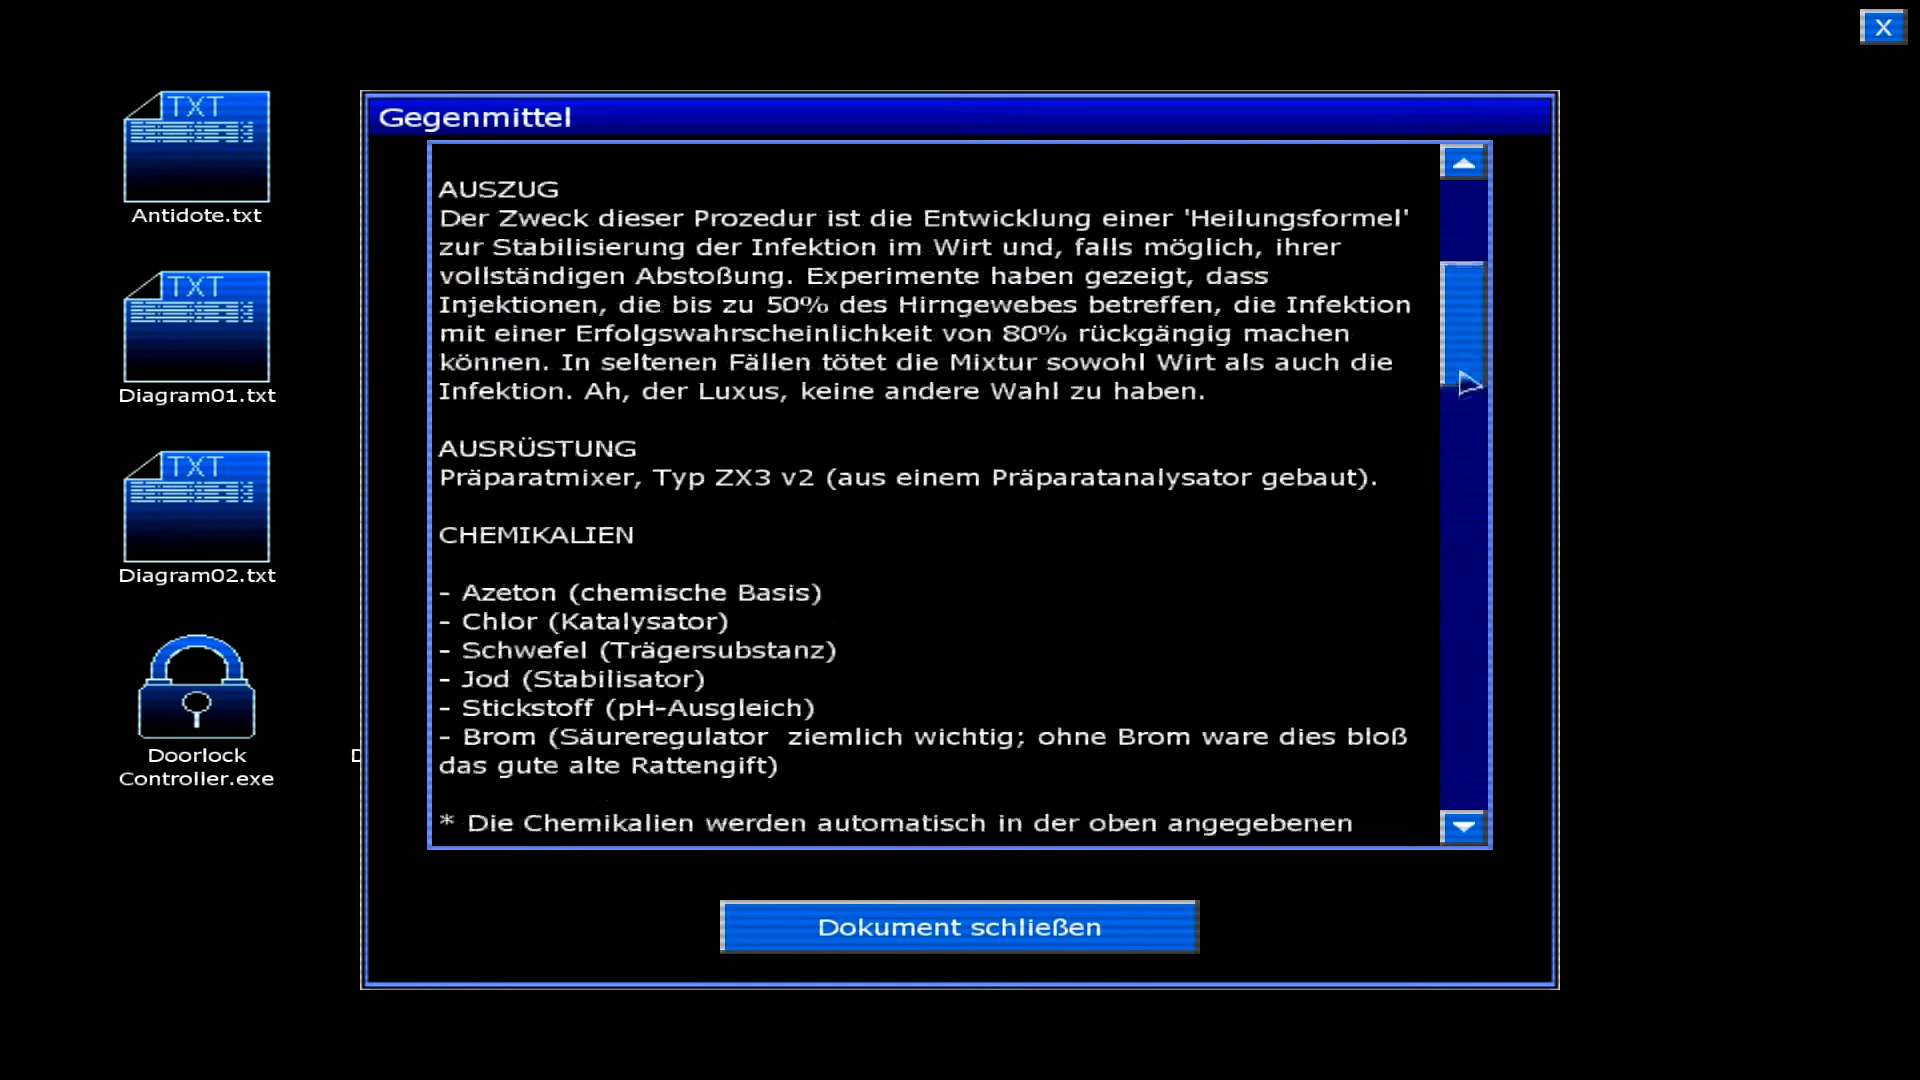 X
TXT
Antidote.txt
TXT
Diagram01.txt
TXT
Diagram02.txt
Doorlock
Controller.exe
Gegenmittel
AUSZUG
Der Zweck dieser Prozedur ist die Entwicklung einer 'Heilungsformel'
zur Stabilisierung der Infektion im Wirt und, falls möglich, ihrer
vollständigen Abstoßung. Experimente haben gezeigt, dass
Injektionen, die bis zu 50% des Hirngewebes betreffen, die Infektion
mit einer Erfolgswahrscheinlichkeit von 80% rückgängig machen
können. In seltenen Fällen tötet die Mixtur sowohl Wirt als auch die
Infektion. Ah, der Luxus, keine andere Wahl zu haben.
AUSRÜSTUNG
Präparatmixer, Typ ZX3 v2 (aus einem Präparatanalysator gebaut).
CHEMIKALIEN
- Azeton (chemische Basis)
- Chlor (Katalysator)
- Schwefel (Trägersubstanz)
- Jod (Stabilisator)
- Stickstoff (pH-Ausgleich)
- Brom (Säureregulator  ziemlich wichtig; ohne Brom ware dies bloß
das gute alte Rattengift)
* Die Chemikalien werden automatisch in der oben angegebenen
Dokument schließen